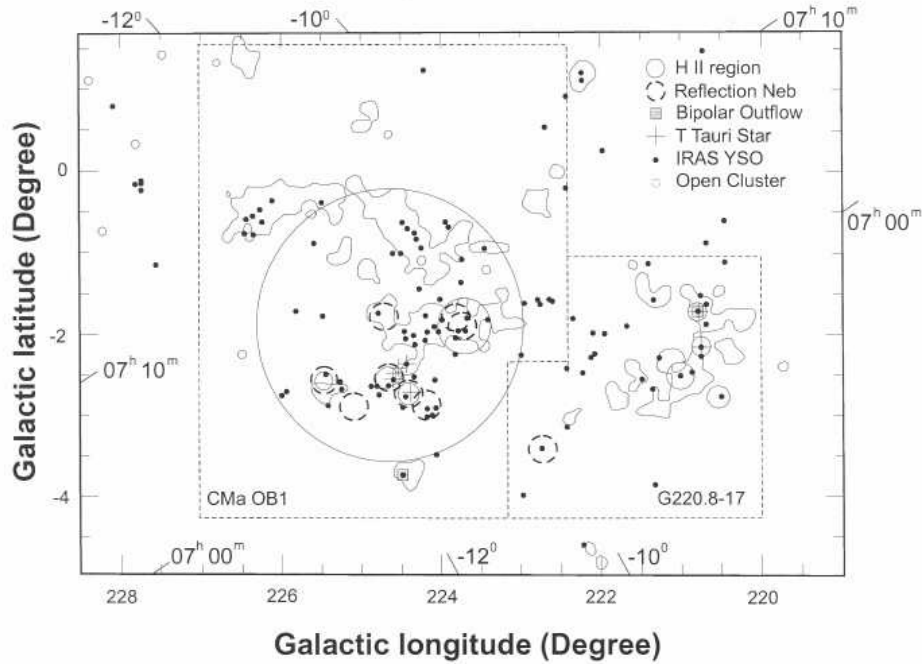 -12⁰
-10⁰
07ʰ 10ᵐ
H II region
Reflection Neb
Bipolar Outflow
T Tauri Star
IRAS YSO
Open Cluster
0
07ʰ 00ᵐ
-2
07ʰ 10ᵐ
-4
CMa OB1
G220.8-17
07ʰ 00ᵐ
-12⁰
-10⁰
228
226
224
222
220
Galactic longitude (Degree)
Galactic latitude (Degree)